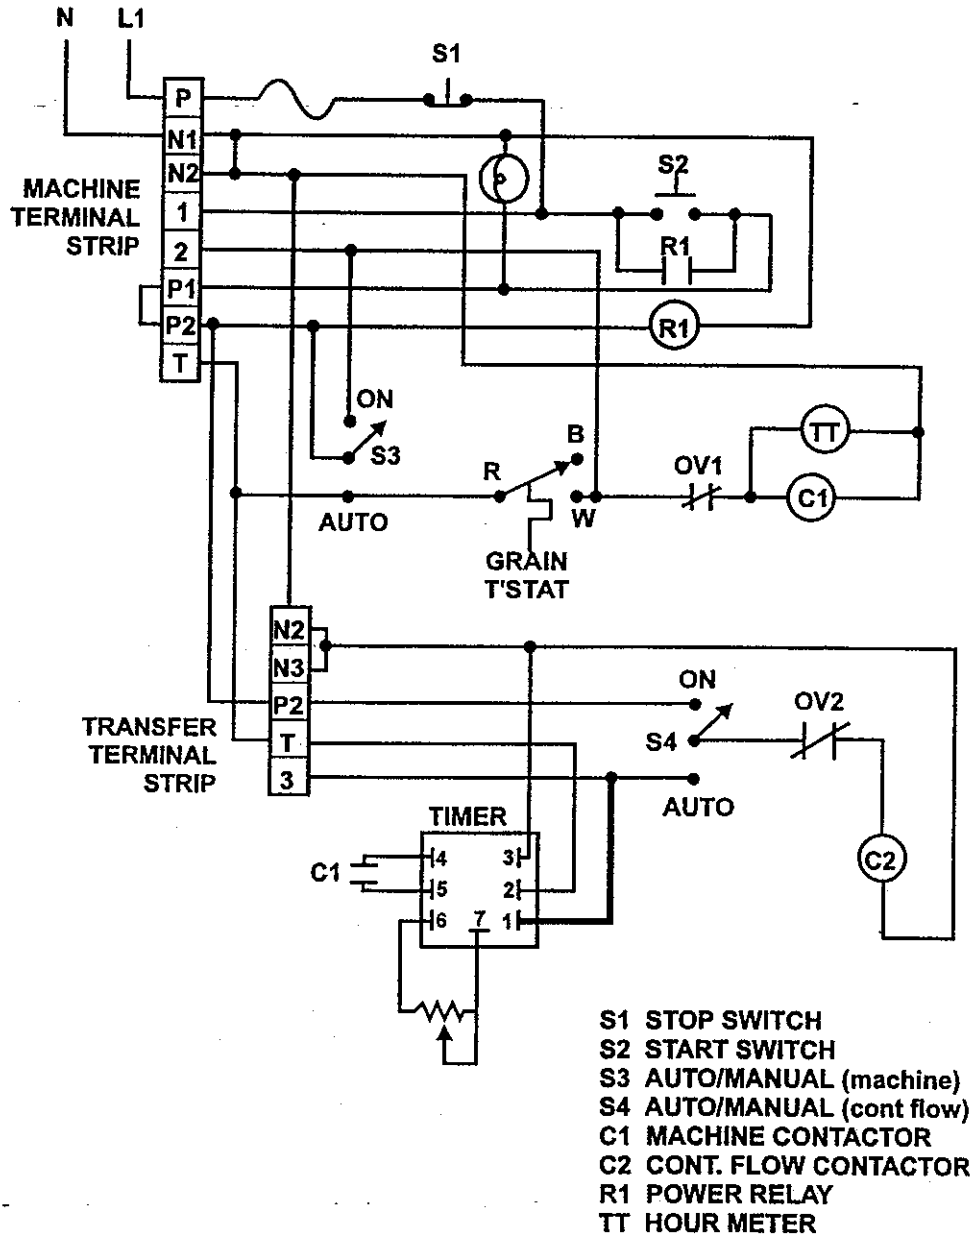 N L1
S1
P
N1
N2
S2
MACHINE
TERMINAL
STRIP
1
R1
2
P1
P2
R1
T
ON
S3
TT
B
R
OV1
C1
W
AUTO
GRAIN
T'STAT
N2
N3
P2
ON
OV2
TRANSFER
TERMINAL
STRIP
T
S4
3
AUTO
TIMER
C1
4
3
5
2
6
7
1
C2
S1 STOP SWITCH
S2 START SWITCH
S3 AUTO/MANUAL (machine)
S4 AUTO/MANUAL (cont flow)
C1 MACHINE CONTACTOR
C2 CONT. FLOW CONTACTOR
R1 POWER RELAY
TT HOUR METER